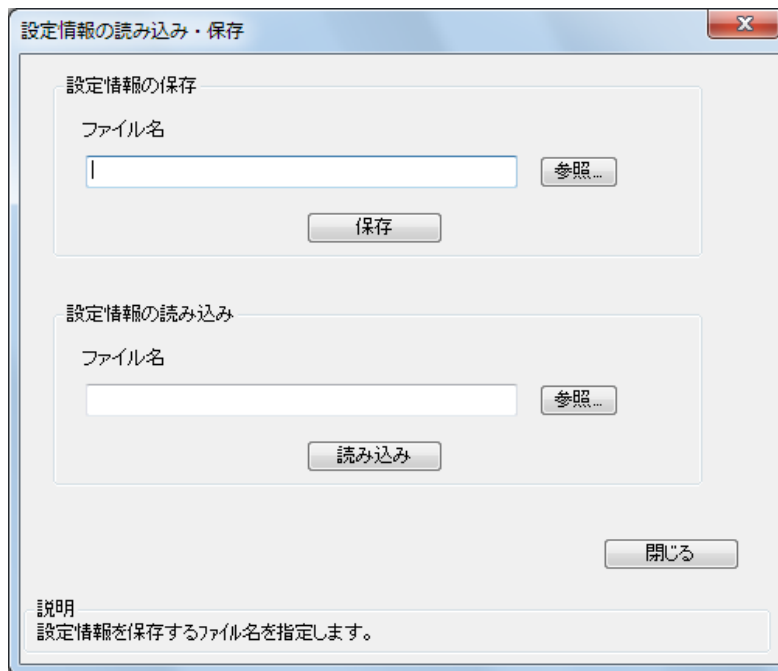 設定情報の読み込み・保存
設定情報の保存
ファイル名
参照...
保存
設定情報の読み込み
ファイル名
参照...
読み込み
閉じる
説明
設定情報を保存するファイル名を指定します。